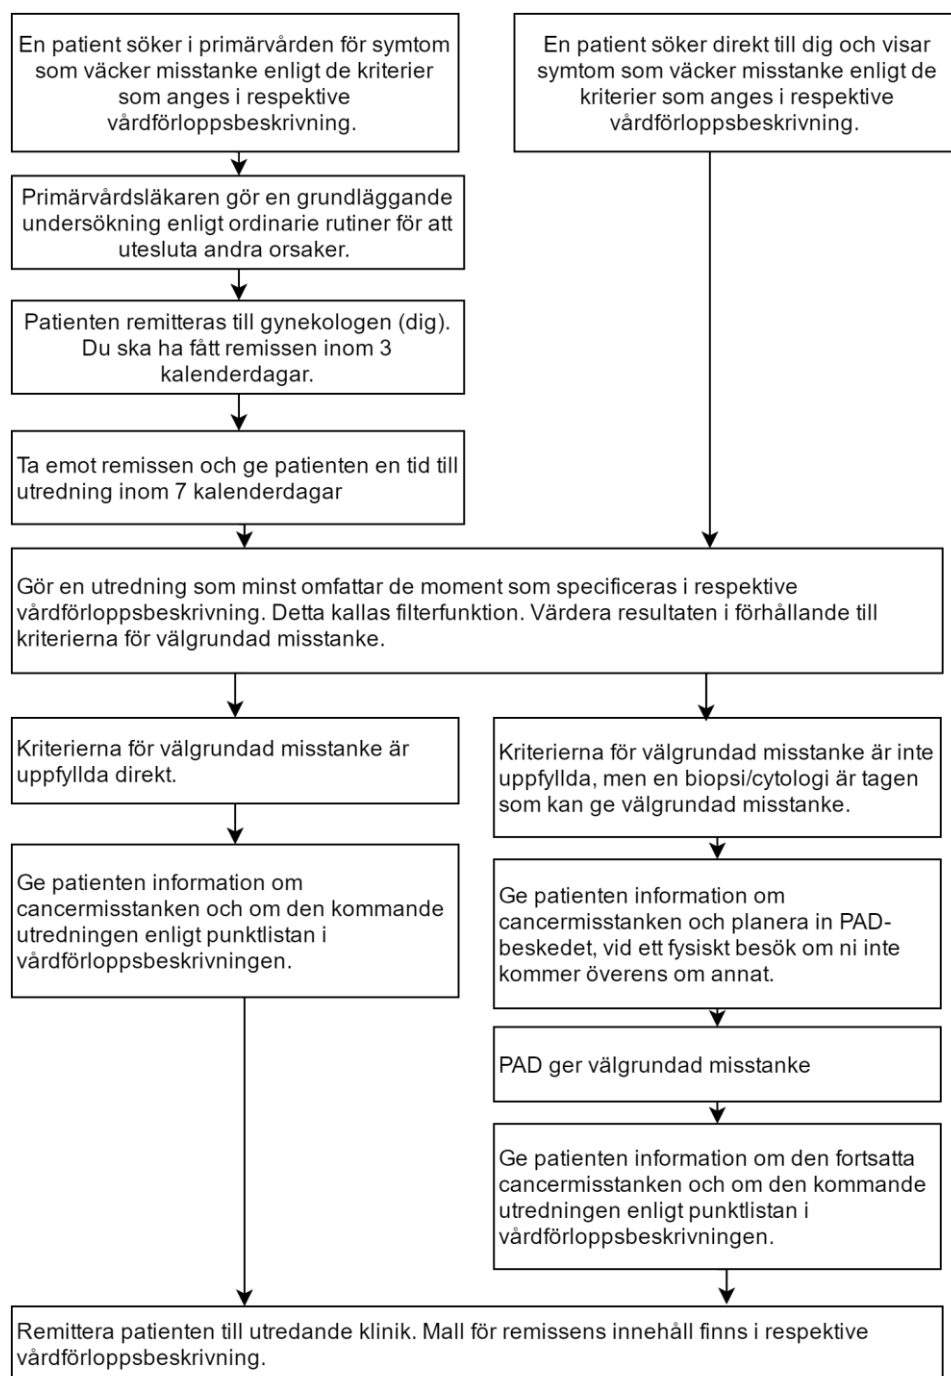 En patient söker i primärvården för symtom
som väcker misstanke enligt de kriterier
som anges i respektive
vårdförloppsbeskrivning.
En patient söker direkt till dig och visar
symtom som väcker misstanke enligt de
kriterier som anges i respektive
vårdförloppsbeskrivning.
Primärvårdsläkaren gör en grundläggande
undersökning enligt ordinarie rutiner för att
utesluta andra orsaker.
Patienten remitteras till gynekologen (dig).
Du ska ha fått remissen inom 3
kalenderdagar.
Ta emot remissen och ge patienten en tid till
utredning inom 7 kalenderdagar
Gör en utredning som minst omfattar de moment som specificeras i respektive
vårdförloppsbeskrivning. Detta kallas filterfunktion. Värdera resultaten i förhållande till
kriterierna för välgrundad misstanke.
Kriterierna för välgrundad misstanke är
uppfyllda direkt.
Kriterierna för välgrundad misstanke är inte
uppfyllda, men en biopsi/cytologi är tagen
som kan ge välgrundad misstanke.
Ge patienten information om
cancermisstanken och om den kommande
utredningen enligt punktlistan i
vårdförloppsbeskrivningen.
Ge patienten information om
cancermisstanken och planera in PAD-
beskedet, vid ett fysiskt besök om ni inte
kommer överens om annat.
PAD ger välgrundad misstanke
Ge patienten information om den fortsatta
cancermisstanken och om den kommande
utredningen enligt punktlistan i
vårdförloppsbeskrivningen.
Remittera patienten till utredande klinik. Mall för remissens innehåll finns i respektive
vårdförloppsbeskrivning.